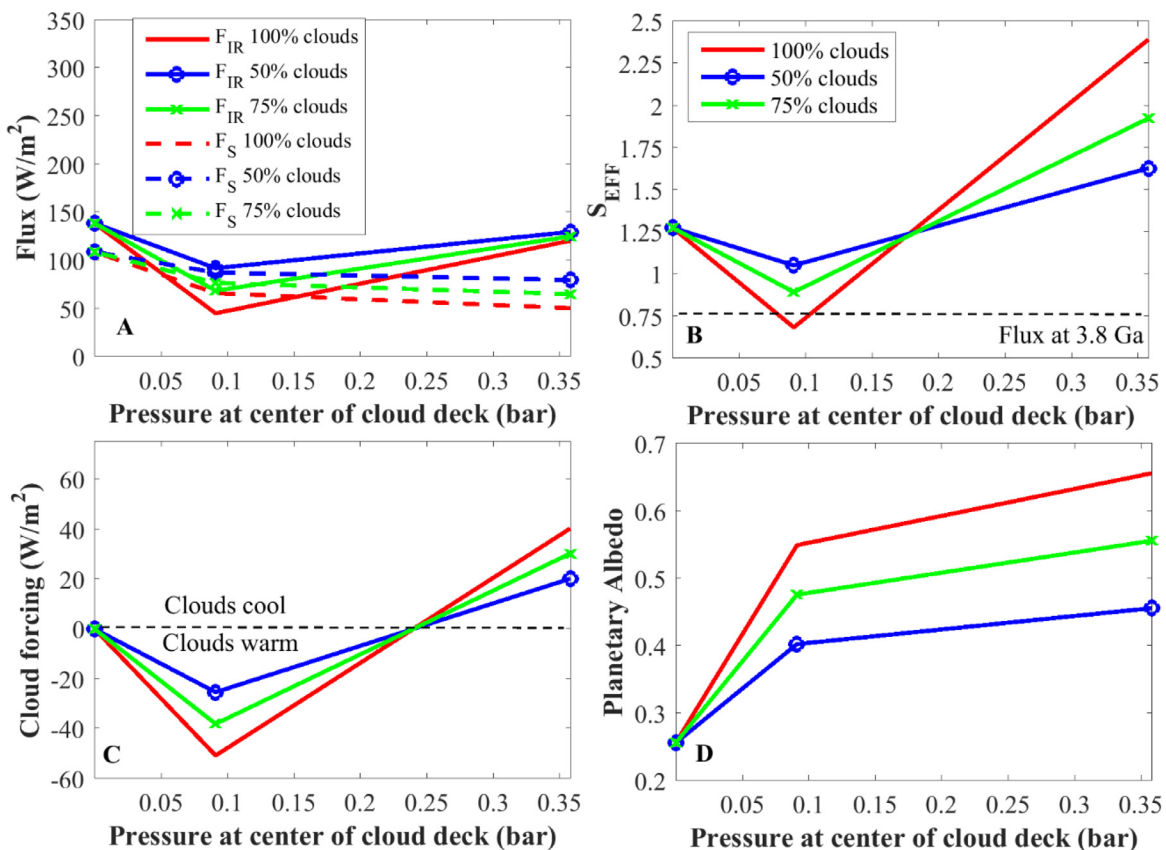 350
300
250
200
150
100
50
0
Flux (W/m²)
F_IR 100% clouds
F_IR 50% clouds
F_IR 75% clouds
F_S 100% clouds
F_S 50% clouds
F_S 75% clouds
A
0.05 0.1 0.15 0.2 0.25 0.3 0.35
Pressure at center of cloud deck (bar)
2.5
2.25
2
1.75
1.5
1.25
1
0.75
0.5
S_EFF
100% clouds
50% clouds
75% clouds
Flux at 3.8 Ga
B
0.05 0.1 0.15 0.2 0.25 0.3 0.35
Pressure at center of cloud deck (bar)
60
40
20
0
-20
-40
-60
Cloud forcing (W/m²)
Clouds cool
Clouds warm
C
0.05 0.1 0.15 0.2 0.25 0.3 0.35
Pressure at center of cloud deck (bar)
0.7
0.6
0.5
0.4
0.3
0.2
Planetary Albedo
D
0.05 0.1 0.15 0.2 0.25 0.3 0.35
Pressure at center of cloud deck (bar)